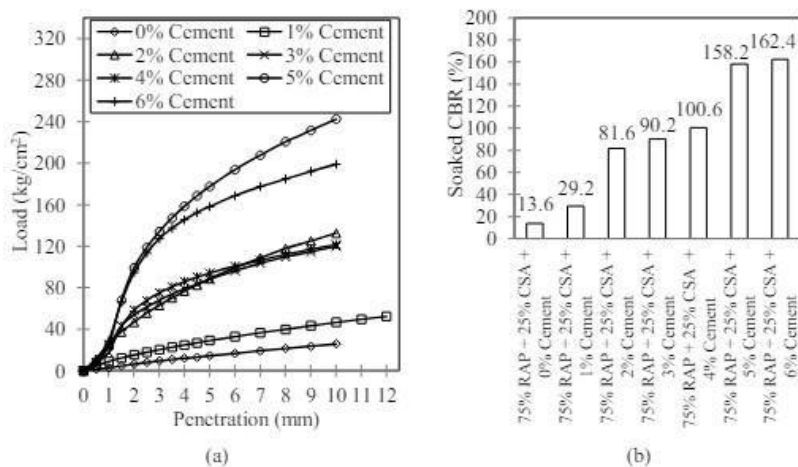 0% Cement 1% Cement
2% Cement 3% Cement
4% Cement 5% Cement
6% Cement
Load (kg/cm²)
320
280
240
200
160
120
80
40
0
0 1 2 3 4 5 6 7 8 9 10 11 12
Penetration (mm)
(a)
Soaked CBR (%)
200
180
160
140
120
100
80
60
40
20
0
13.6
29.2
81.6
90.2
100.6
158.2
162.4
75% RAP + 25% CSA +
0% Cement
75% RAP + 25% CSA +
1% Cement
75% RAP + 25% CSA +
2% Cement
75% RAP + 25% CSA +
3% Cement
75% RAP + 25% CSA +
4% Cement
75% RAP + 25% CSA +
5% Cement
75% RAP + 25% CSA +
6% Cement
(b)